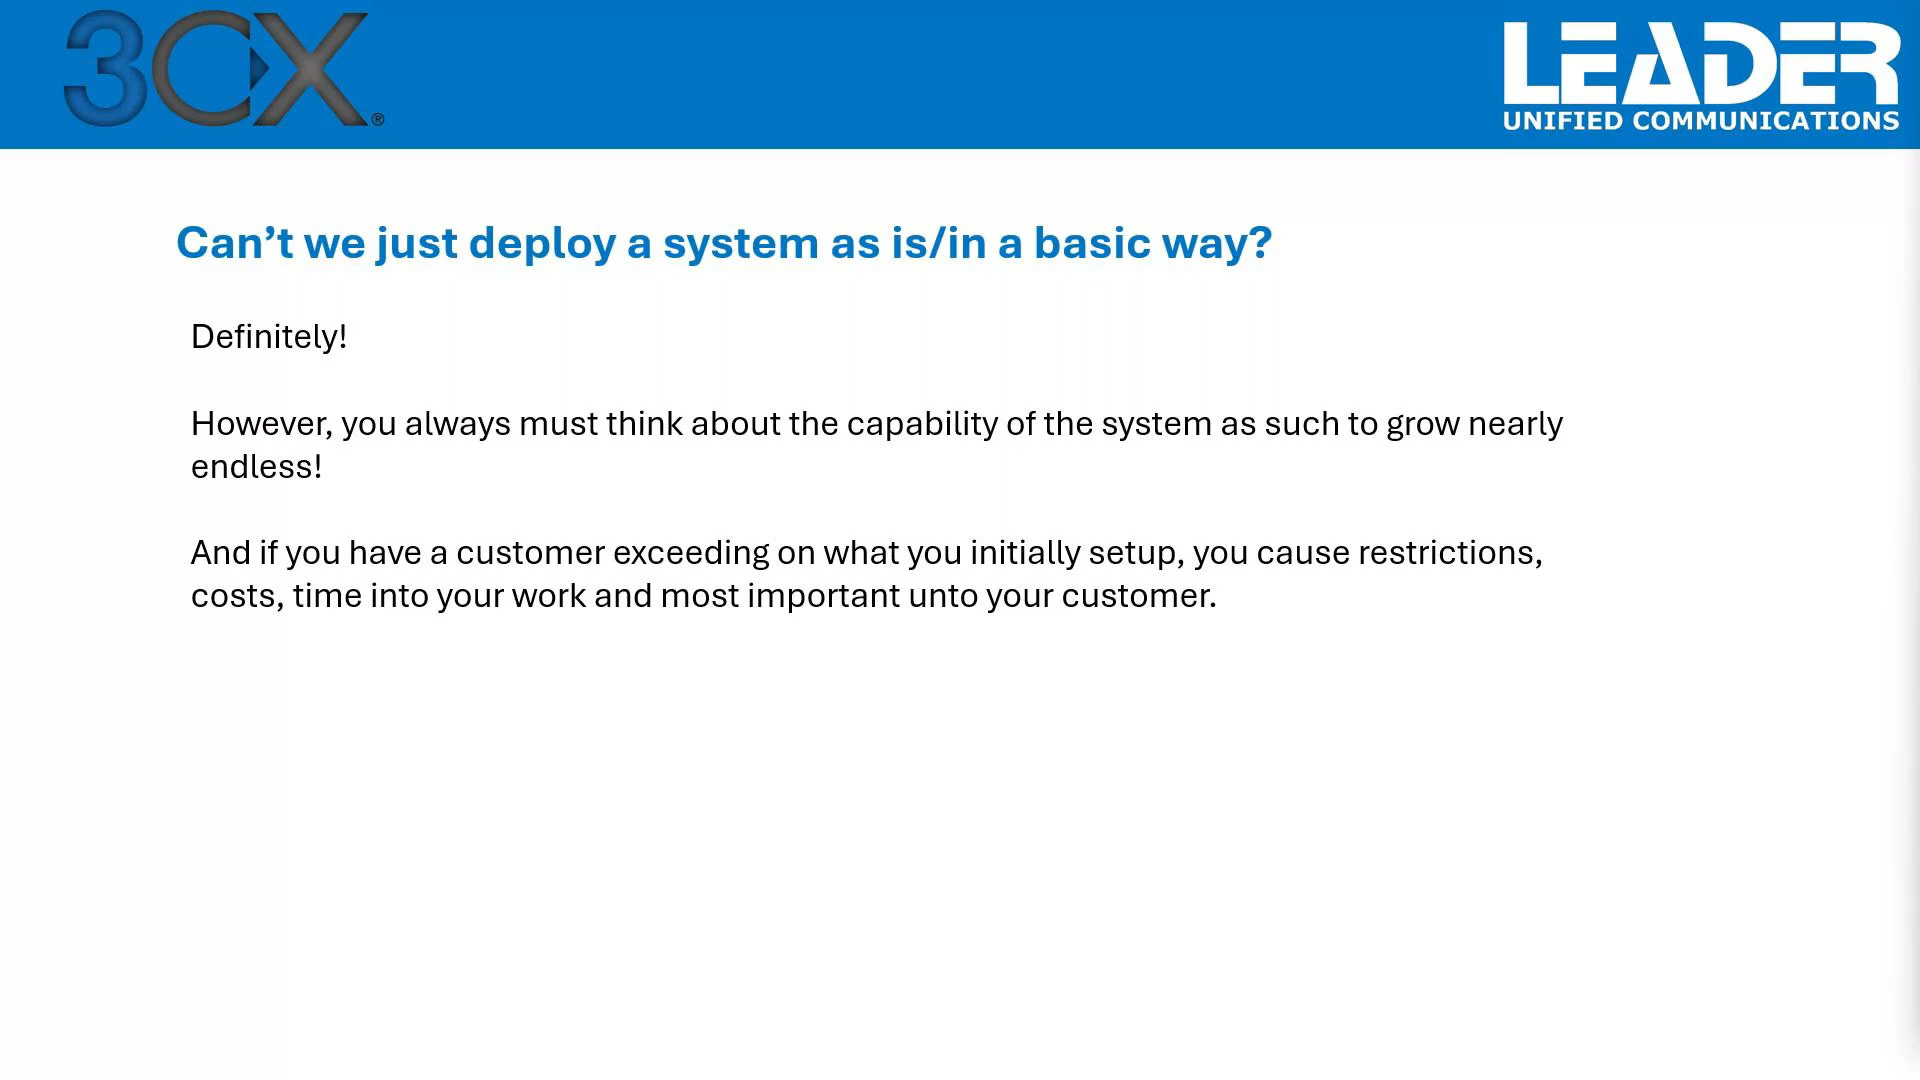 3CX®
LEADER
UNIFIED COMMUNICATIONS
Can’t we just deploy a system as is/in a basic way?
Definitely!
However, you always must think about the capability of the system as such to grow nearly
endless!
And if you have a customer exceeding on what you initially setup, you cause restrictions,
costs, time into your work and most important unto your customer.